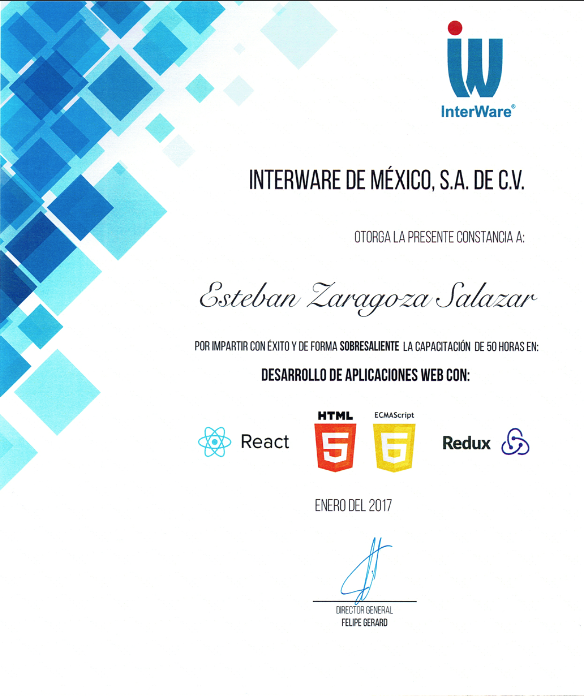 iW
InterWare®
INTERWARE DE MÉXICO, S.A. DE C.V.
OTORGA LA PRESENTE CONSTANCIA A:
Esteban Zaragoza Salazar
POR IMPARTIR CON ÉXITO Y DE FORMA SOBRESALIENTE LA CAPACITACIÓN DE 50 HORAS EN:
DESARROLLO DE APLICACIONES WEB CON:
React HTML 5 ECMAScript 6 Redux
ENERO DEL 2017
DIRECTOR GENERAL
FELIPE GERARD